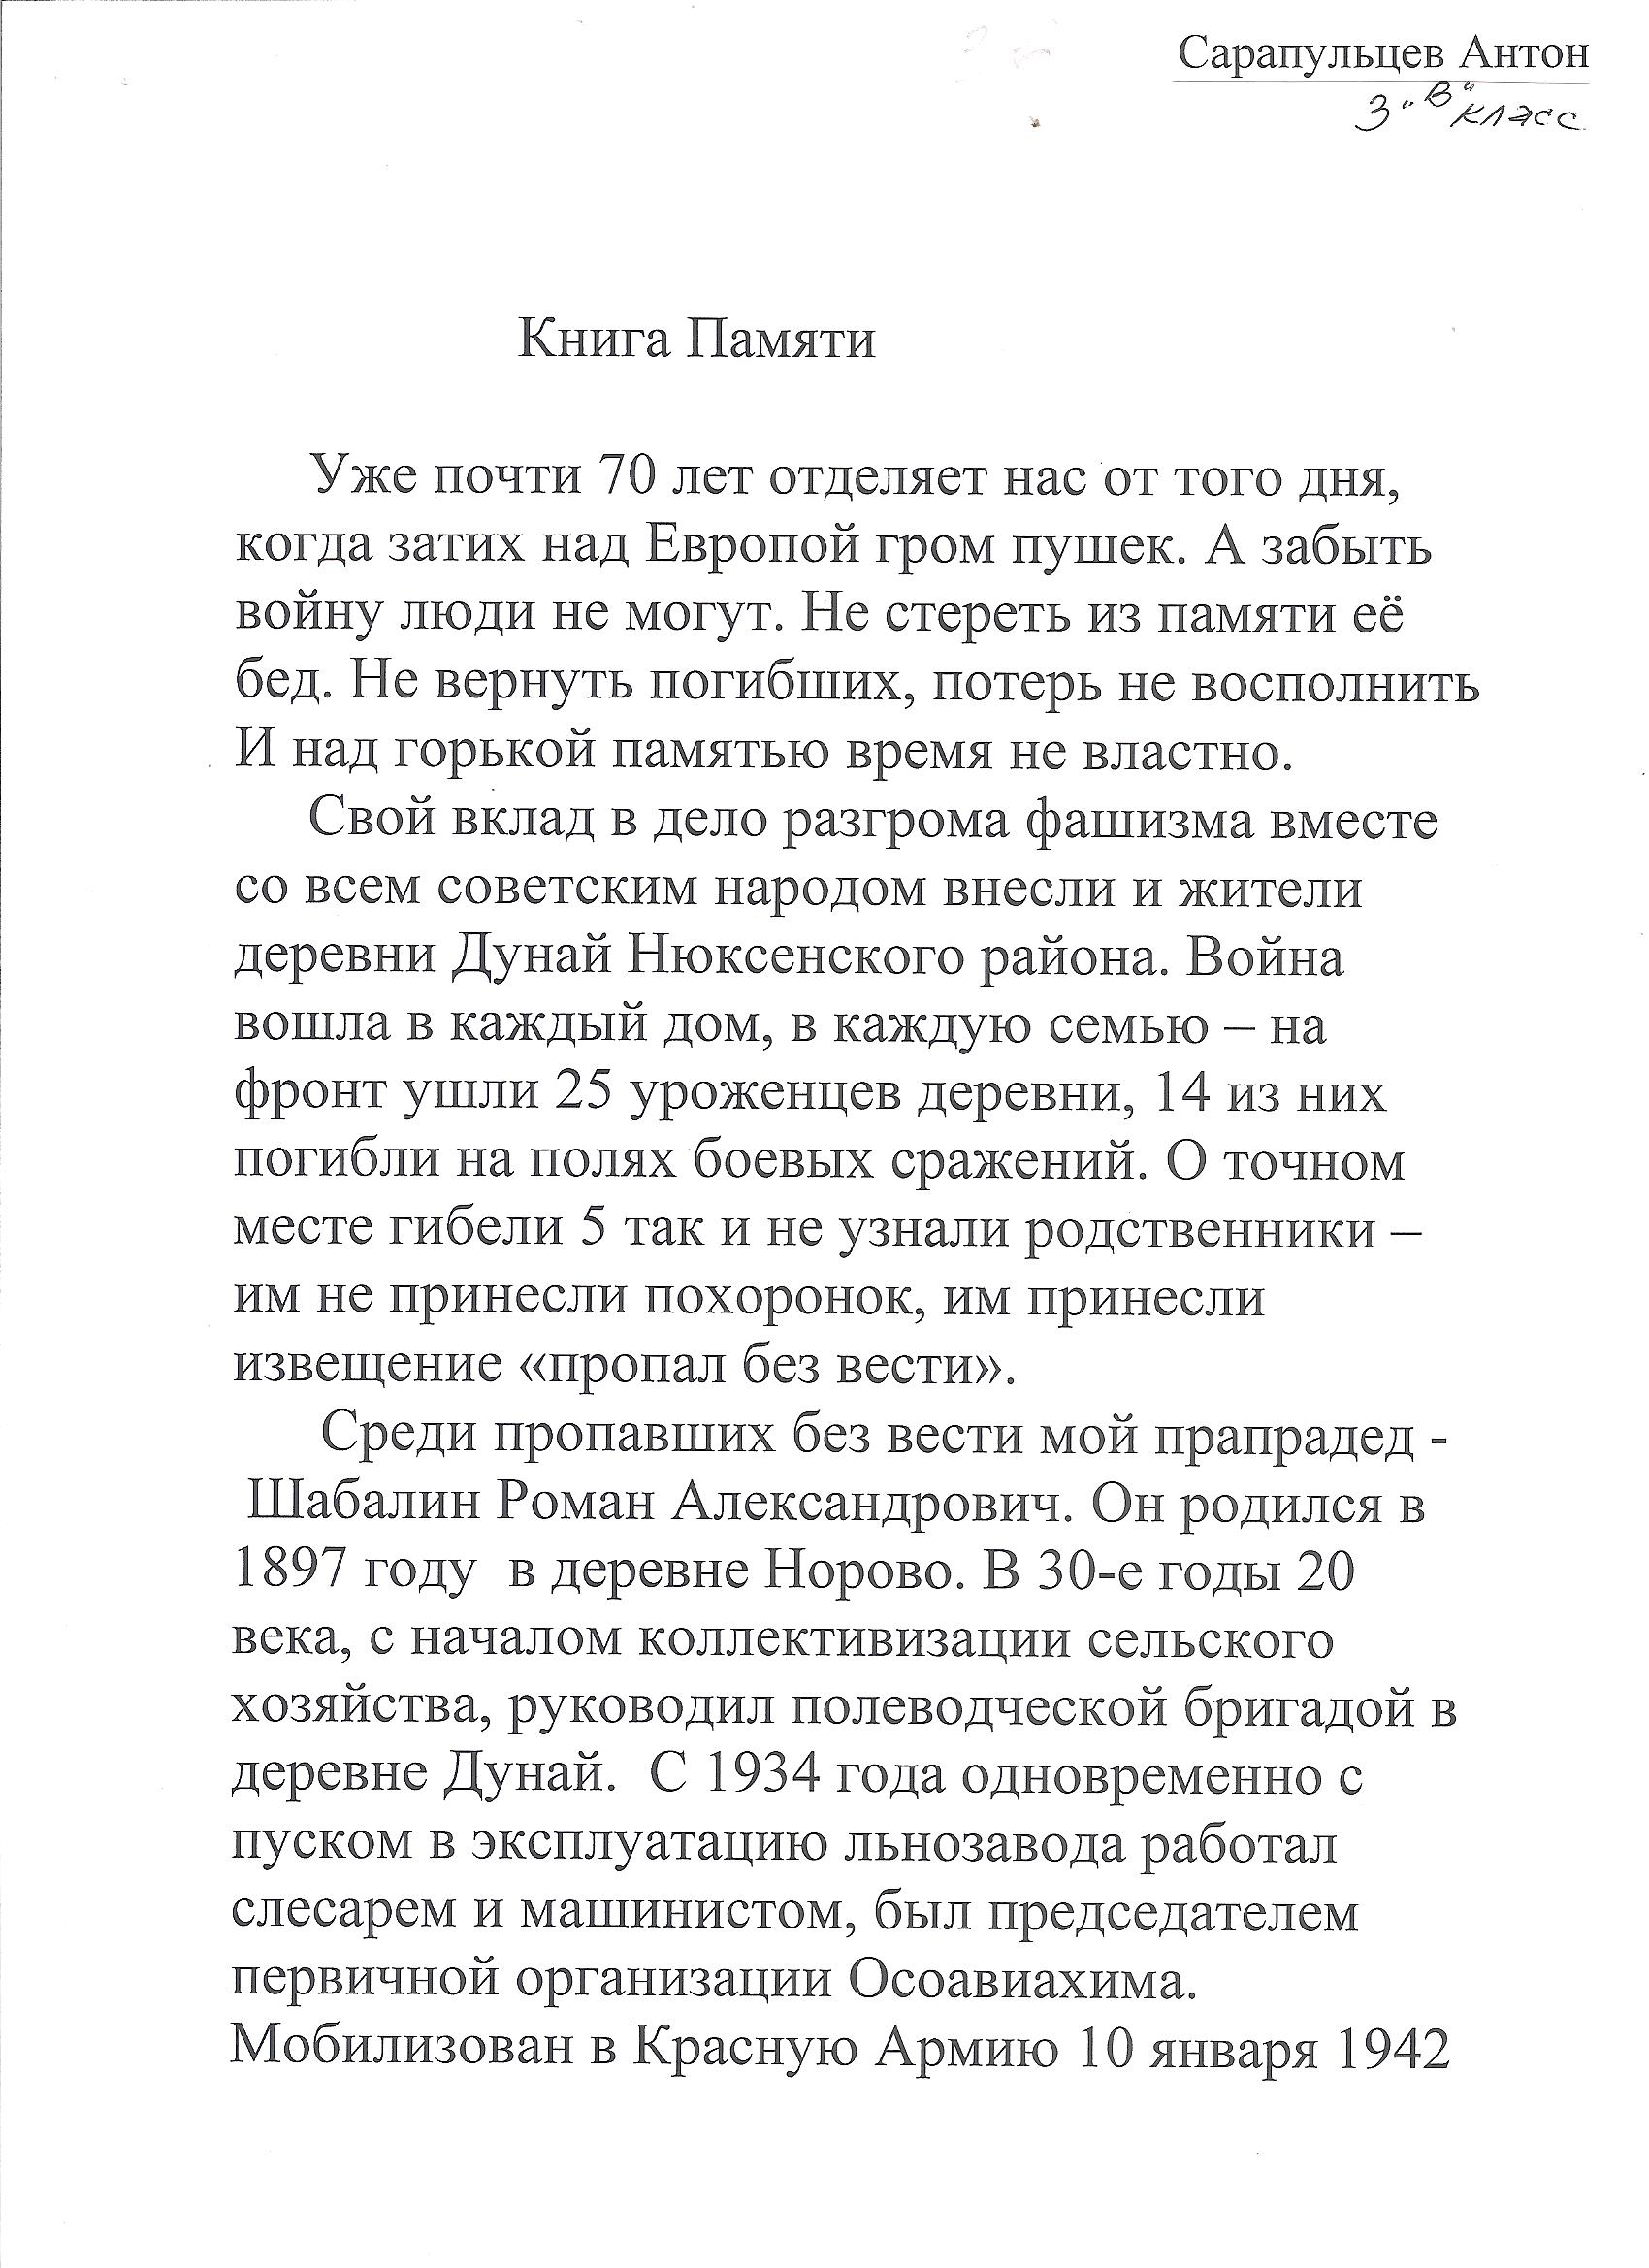 Сарапульцев Антон
3 "В" класс
Книга Памяти
Уже почти 70 лет отделяет нас от того дня,
когда затих над Европой гром пушек. А забыть
войну люди не могут. Не стереть из памяти её
бед. Не вернуть погибших, потерь не восполнить
И над горькой памятью время не властно.
Свой вклад в дело разгрома фашизма вместе
со всем советским народом внесли и жители
деревни Дунай Нюксенского района. Война
вошла в каждый дом, в каждую семью – на
фронт ушли 25 уроженцев деревни, 14 из них
погибли на полях боевых сражений. О точном
месте гибели 5 так и не узнали родственники –
им не принесли похоронок, им принесли
извещение «пропал без вести».
Среди пропавших без вести мой прапрадед -
Шабалин Роман Александрович. Он родился в
1897 году в деревне Норово. В 30-е годы 20
века, с началом коллективизации сельского
хозяйства, руководил полеводческой бригадой в
деревне Дунай. С 1934 года одновременно с
пуском в эксплуатацию льнозавода работал
слесарем и машинистом, был председателем
первичной организации Осоавиахима.
Мобилизован в Красную Армию 10 января 1942